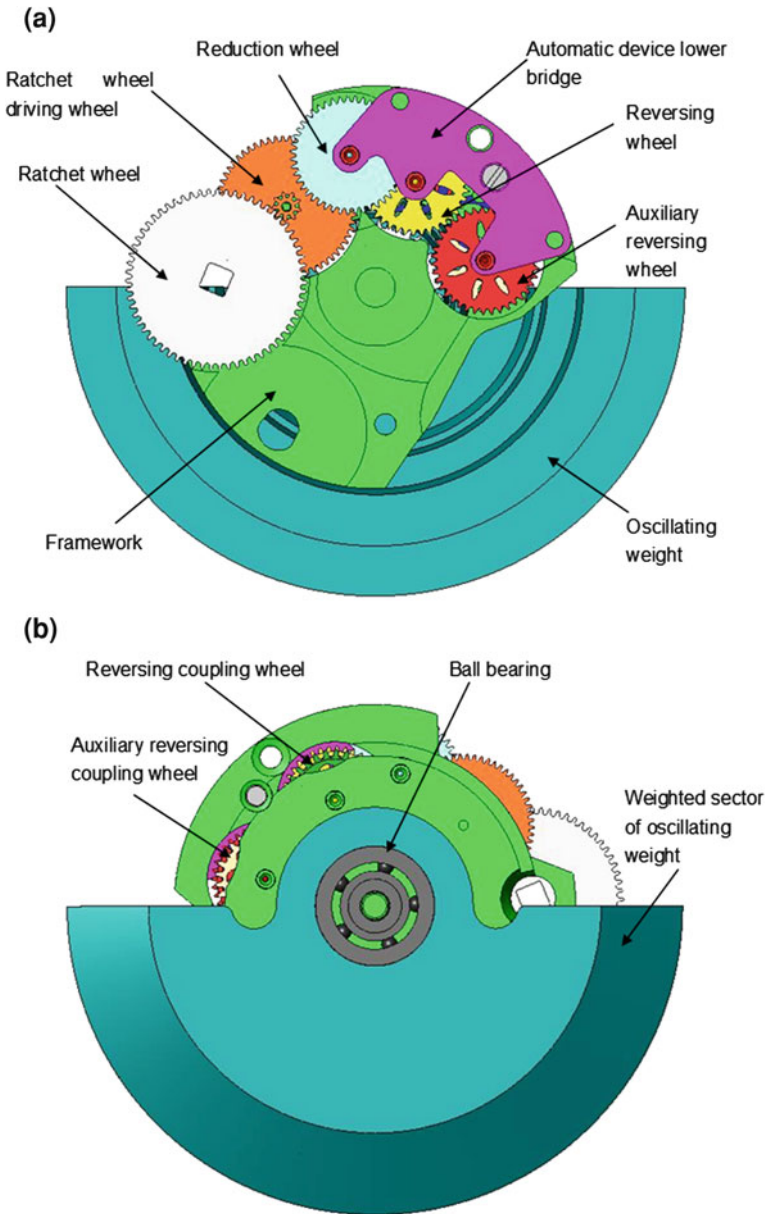 (a)
Reduction wheel
Automatic device lower
bridge
Ratchet wheel
driving wheel
Reversing
wheel
Ratchet wheel
Auxiliary
reversing
wheel
Framework
Oscillating
weight
(b)
Reversing coupling wheel
Ball bearing
Auxiliary reversing
coupling wheel
Weighted sector
of oscillating
weight